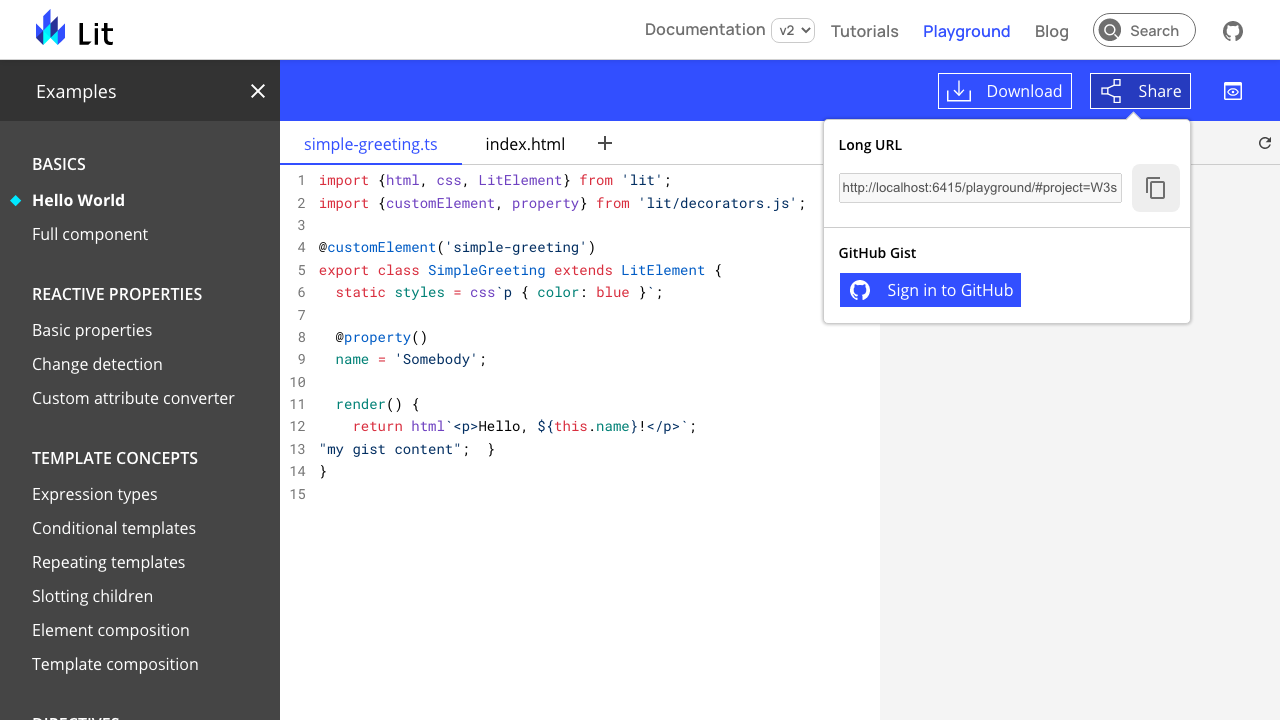 Lit
Documentation v2 Tutorials Playground Blog Search
Examples
Download Share
BASICS
Hello World
Full component
REACTIVE PROPERTIES
Basic properties
Change detection
Custom attribute converter
TEMPLATE CONCEPTS
Expression types
Conditional templates
Repeating templates
Slotting children
Element composition
Template composition
simple-greeting.ts index.html +
1 import {html, css, LitElement} from 'lit';
2 import {customElement, property} from 'lit/decorators.js';
3
4 @customElement('simple-greeting')
5 export class SimpleGreeting extends LitElement {
6 static styles = css`p { color: blue }`;
7
8 @property()
9 name = 'Somebody';
10
11 render() {
12 return html`<p>Hello, ${this.name}!</p>`;
13 "my gist content"; }
14 }
15
Long URL
http://localhost:6415/playground/#project=W3s
GitHub Gist
Sign in to GitHub